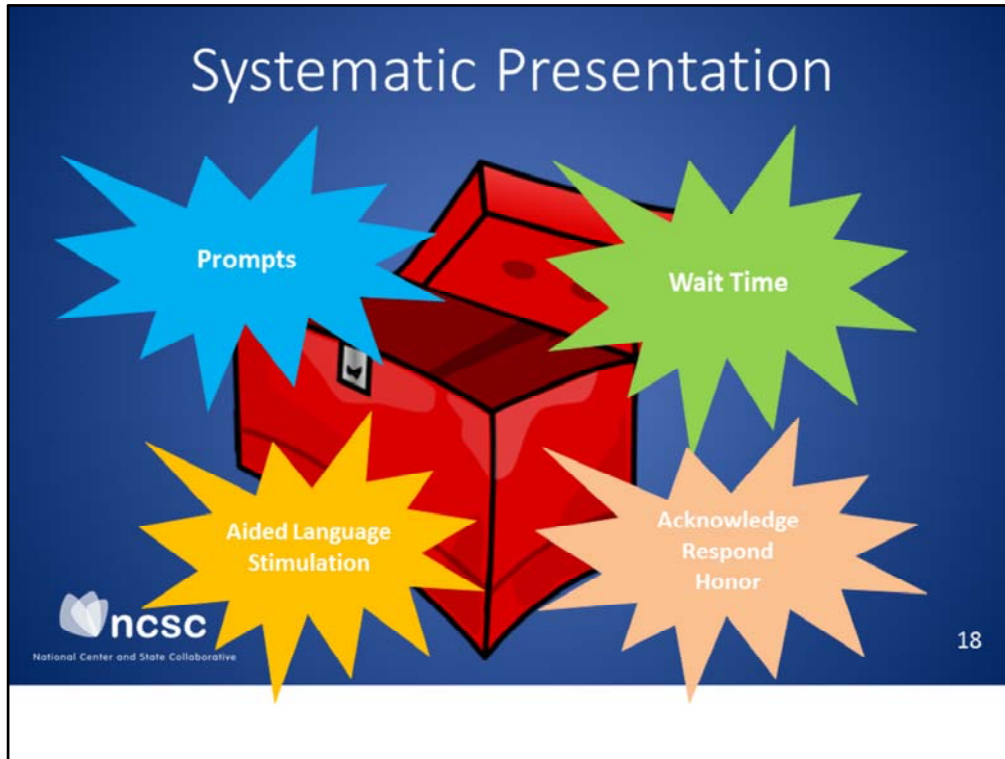 Systematic Presentation
Prompts
Wait Time
Aided Language
Stimulation
Acknowledge
Respond
Honor
ncsc
National Center and State Collaborative
18